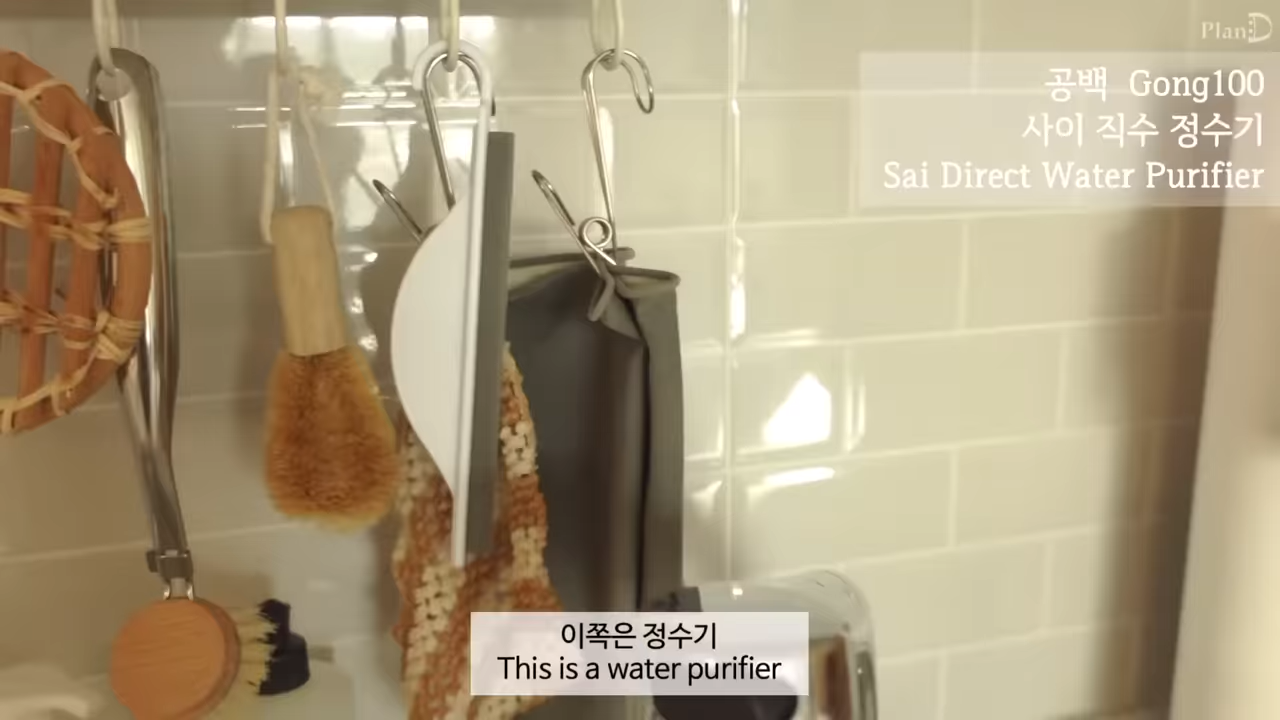 PlanD
공백 Gong100
사이 직수 정수기
Sai Direct Water Purifier
이쪽은 정수기
This is a water purifier